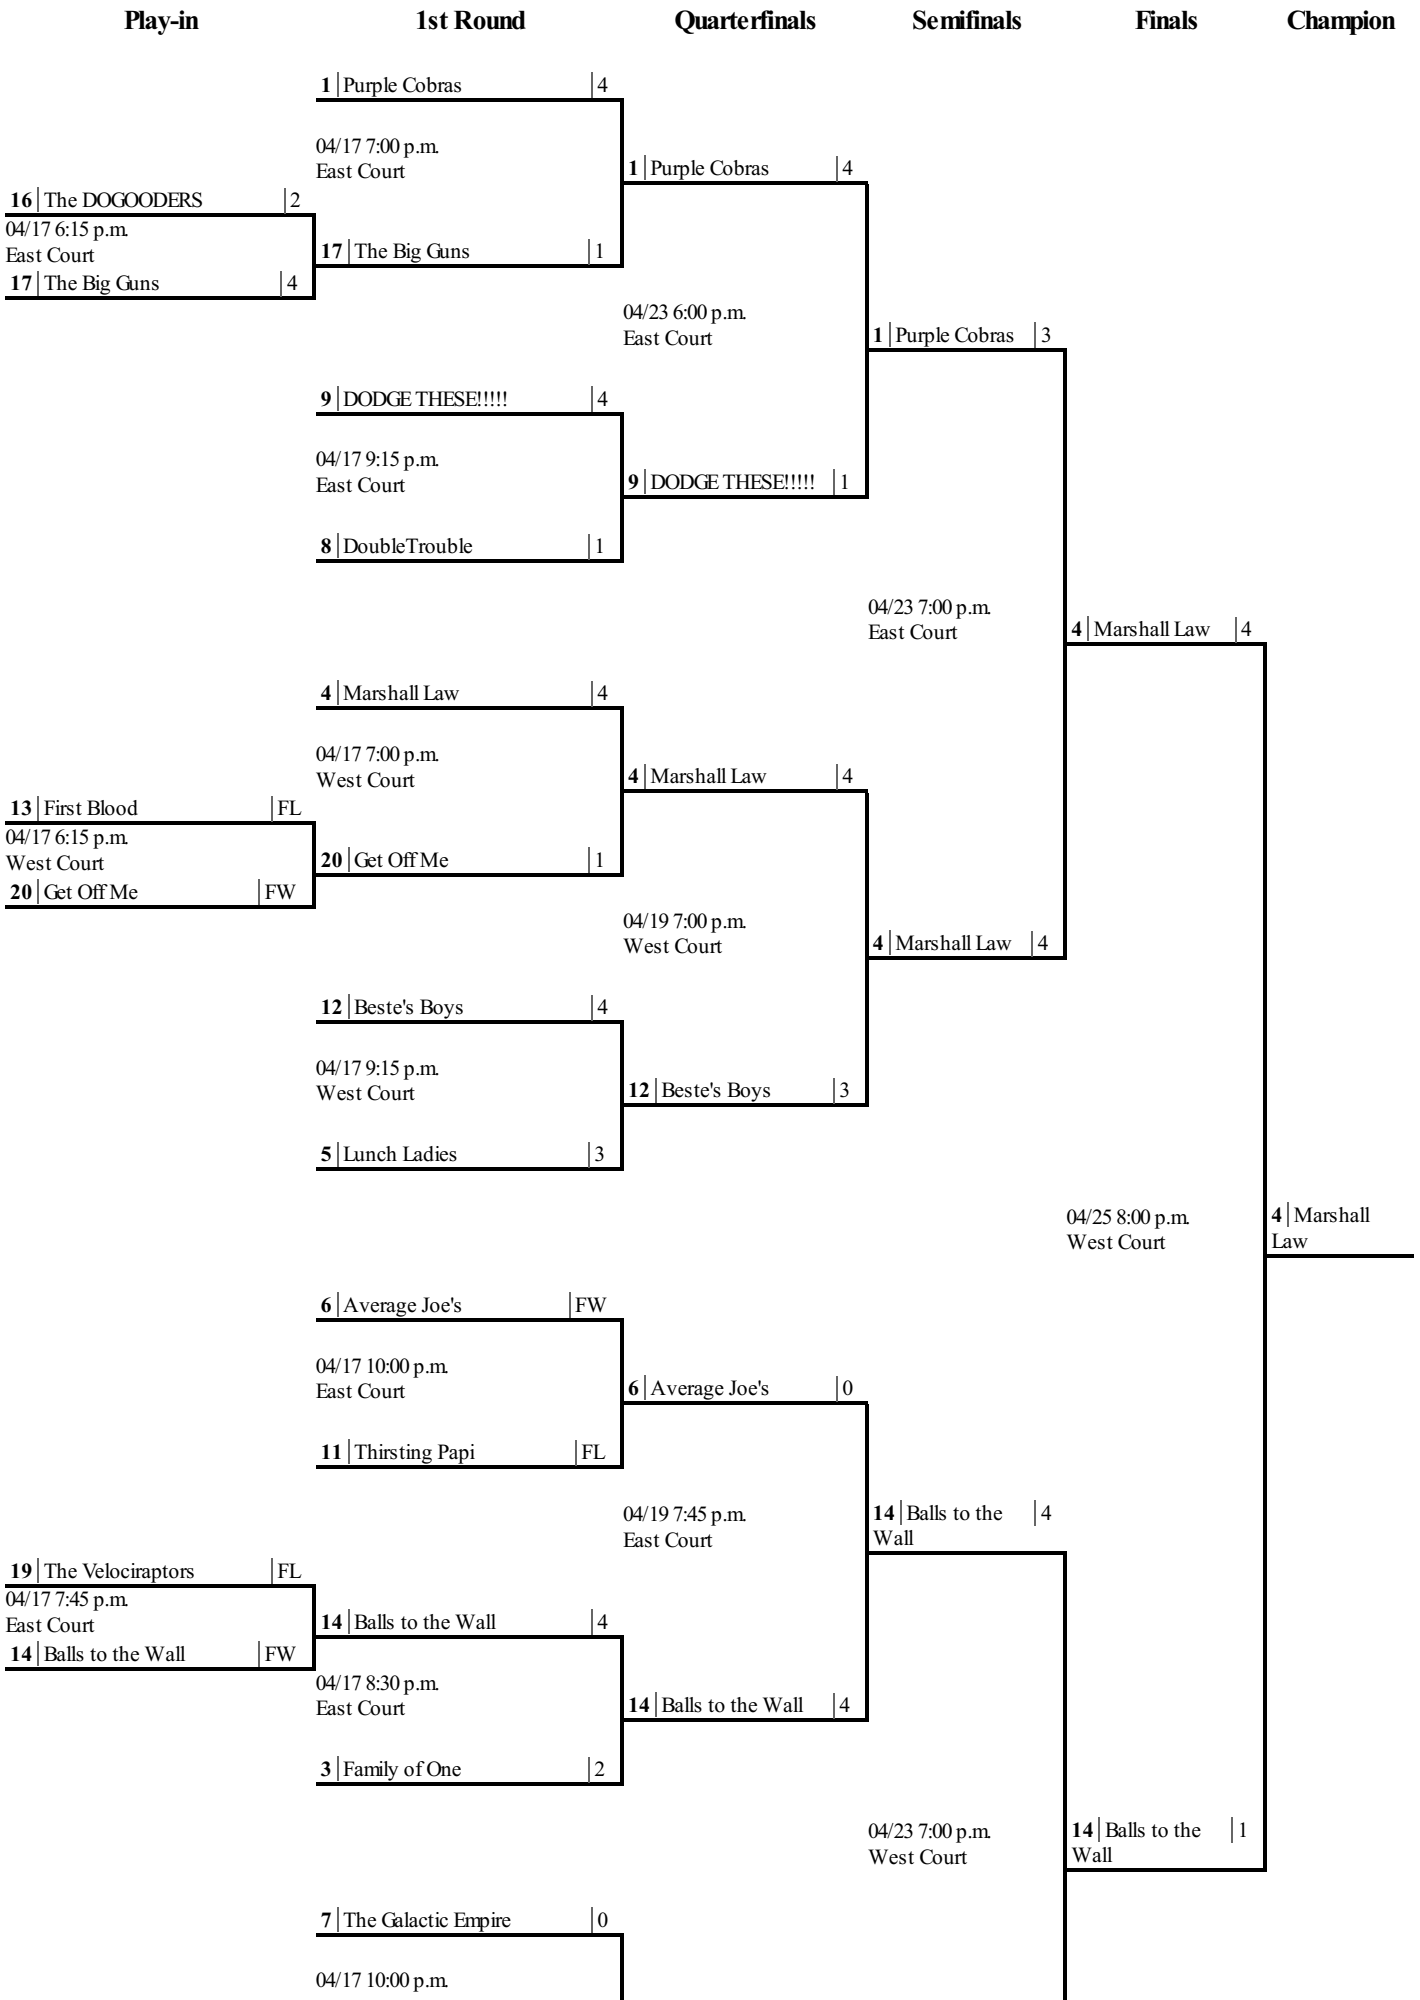 Play-in 1st Round Quarterfinals Semifinals Finals Champion
1 Purple Cobras 4
04/17 7:00 p.m.
East Court
1 Purple Cobras 4
16 The DOGOODERS 2
04/17 6:15 p.m.
East Court
17 The Big Guns 1
17 The Big Guns 4
04/23 6:00 p.m.
East Court
1 Purple Cobras 3
9 DODGE THESE!!!!! 4
04/17 9:15 p.m.
East Court
9 DODGE THESE!!!!! 1
8 DoubleTrouble 1
04/23 7:00 p.m.
East Court
4 Marshall Law 4
4 Marshall Law 4
04/17 7:00 p.m.
West Court
4 Marshall Law 4
13 First Blood FL
04/17 6:15 p.m.
West Court
20 Get Off Me 1
20 Get Off Me FW
04/19 7:00 p.m.
West Court
4 Marshall Law 4
12 Beste's Boys 4
04/17 9:15 p.m.
West Court
12 Beste's Boys 3
5 Lunch Ladies 3
04/25 8:00 p.m.
West Court
4 Marshall
Law
6 Average Joe's FW
04/17 10:00 p.m.
East Court
6 Average Joe's 0
11 Thirsting Papi FL
04/19 7:45 p.m.
East Court
14 Balls to the 4
Wall
19 The Velociraptors FL
04/17 7:45 p.m.
East Court
14 Balls to the Wall 4
14 Balls to the Wall FW
04/17 8:30 p.m.
East Court
14 Balls to the Wall 4
3 Family of One 2
04/23 7:00 p.m.
West Court
14 Balls to the 1
Wall
7 The Galactic Empire 0
04/17 10:00 p.m.